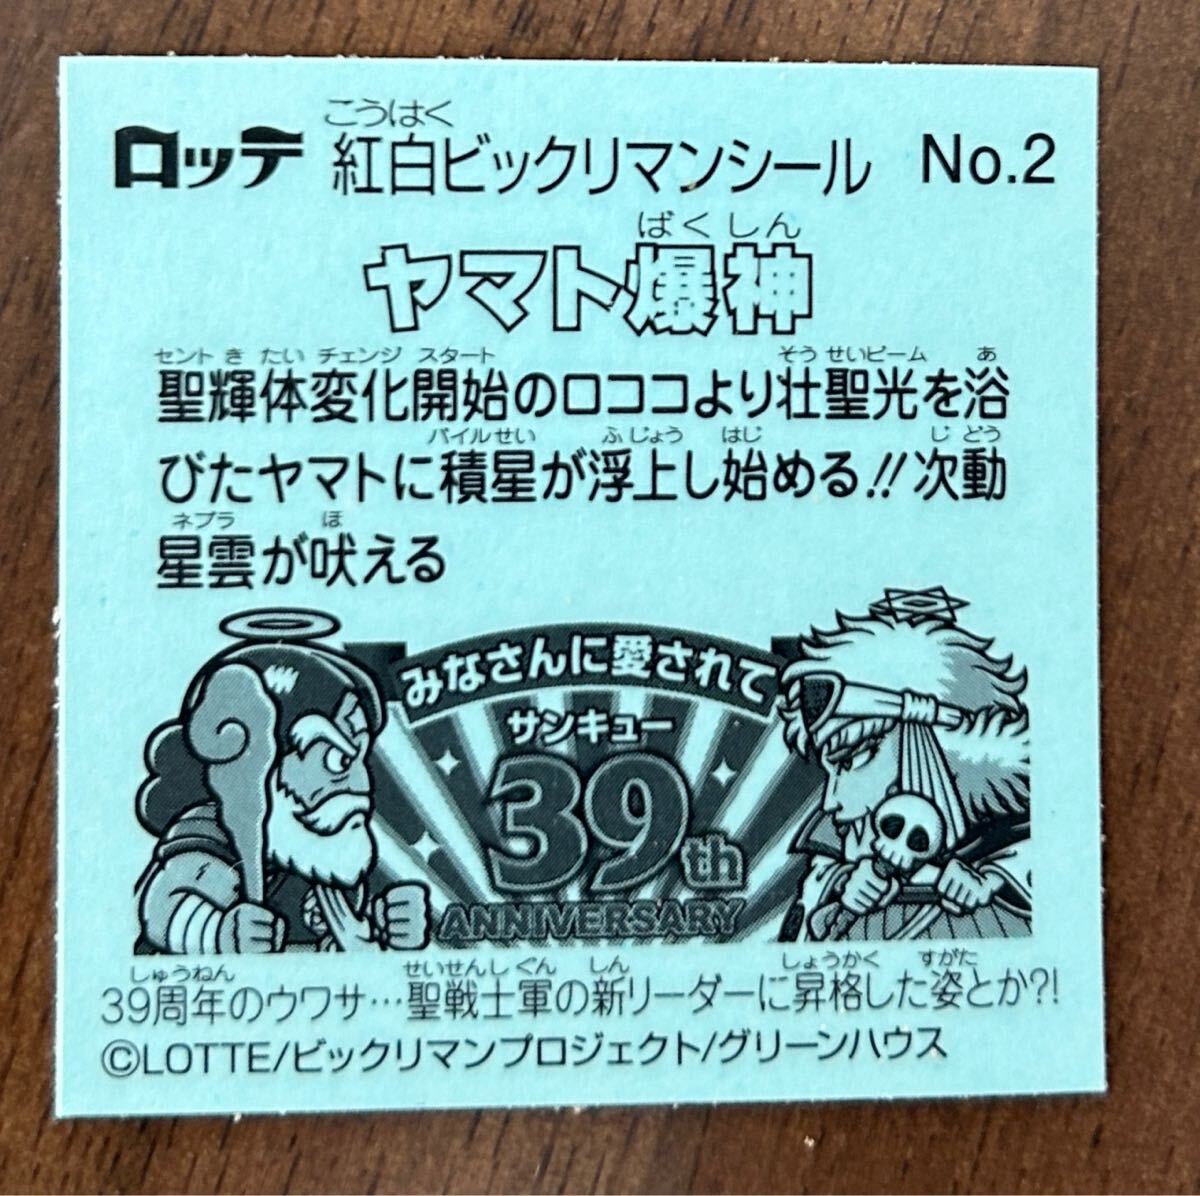 こうはく
ロッテ 紅白ビックリマンシール No.2
ばくしん
ヤマト爆神
セント き たい チェンジ スタート そう せいビーム あ
聖輝体変化開始のロココより壮聖光を浴
パイルせい ふじょう はじ じ どう
びたヤマトに積星が浮上し始める!!次動
ネブラ ほ
星雲が吠える
みなさんに愛されて
サンキュー
39th
ANNIVERSARY
しゅうねん せいせんし ぐん しん しょうかく すがた
39周年のウワサ…聖戦士軍の新リーダーに昇格した姿とか?!
©LOTTE/ビックリマンプロジェクト/グリーンハウス